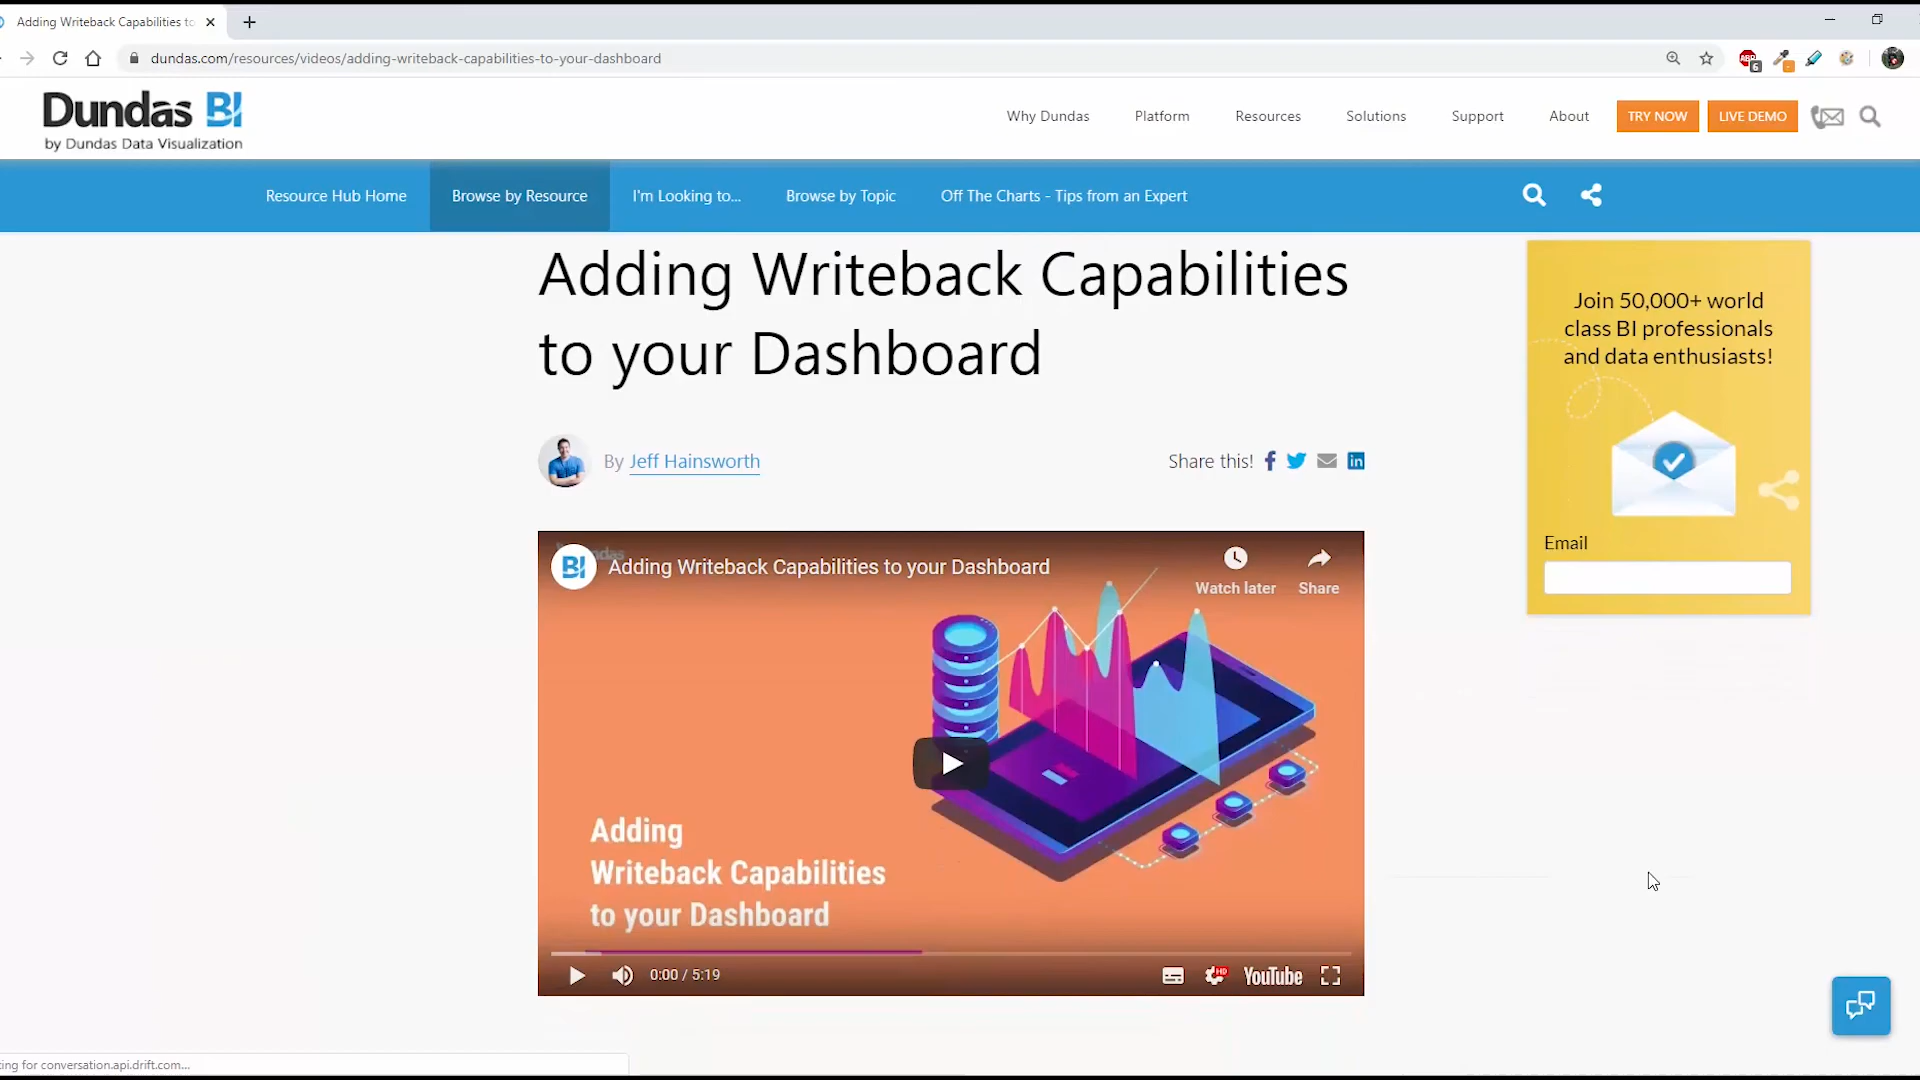 Adding Writeback Capabilities to
dundas.com/resources/videos/adding-writeback-capabilities-to-your-dashboard
ABP
6
Dundas BI
by Dundas Data Visualization
Why Dundas
Platform
Resources
Solutions
Support
About
TRY NOW
LIVE DEMO
Resource Hub Home
Browse by Resource
I'm Looking to...
Browse by Topic
Off The Charts - Tips from an Expert
Adding Writeback Capabilities
to your Dashboard
By Jeff Hainsworth
Share this!
Join 50,000+ world
class BI professionals
and data enthusiasts!
Email
BI
Adding Writeback Capabilities to your Dashboard
Watch later
Share
Adding
Writeback Capabilities
to your Dashboard
0:00 / 5:19
HD
YouTube
ting for conversation.api.drift.com...